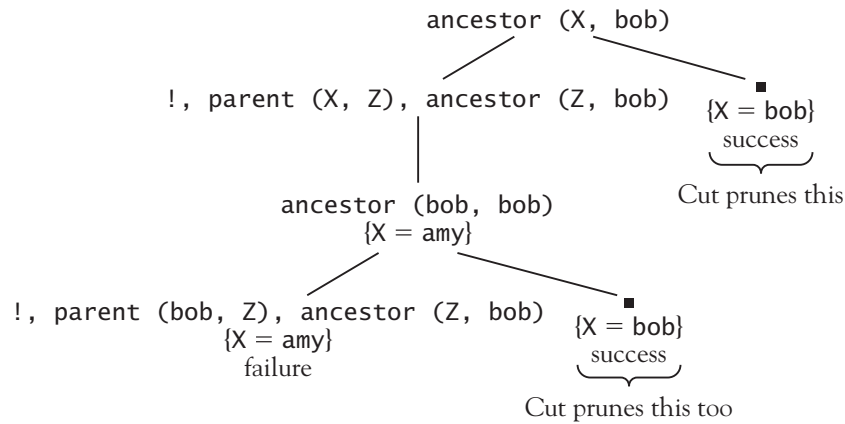 ancestor (X, bob)
!, parent (X, Z), ancestor (Z, bob)
{X = bob}
success
Cut prunes this
ancestor (bob, bob)
{X = amy}
!, parent (bob, Z), ancestor (Z, bob)
{X = amy}
failure
{X = bob}
success
Cut prunes this too